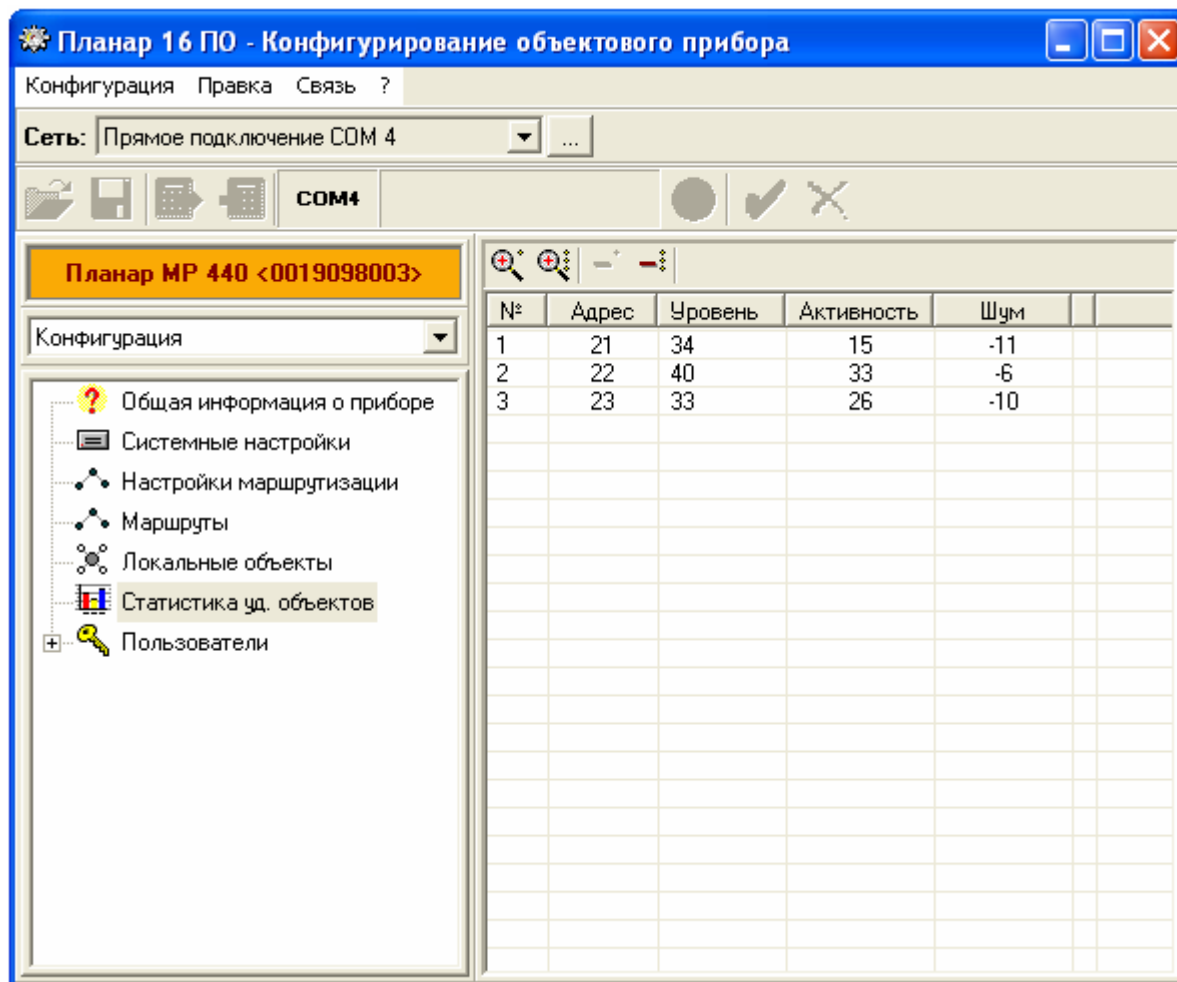 Планар 16 ПО - Конфигурирование объектового прибора
Конфигурация Правка Связь ?
Сеть: Прямое подключение COM 4 ...
COM4
Планар МР 440 <0019098003>
Конфигурация
Общая информация о приборе
Системные настройки
Настройки маршрутизации
Маршруты
Локальные объекты
Статистика уд. объектов
Пользователи
№ Адрес Уровень Активность Шум
1 21 34 15 -11
2 22 40 33 -6
3 23 33 26 -10